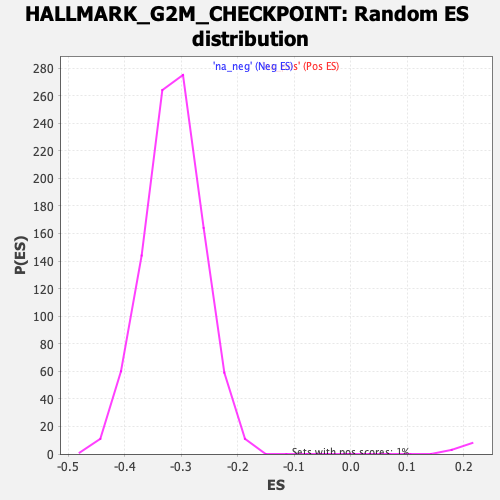 HALLMARK_G2M_CHECKPOINT: Random ES
distribution
'na_neg' (Neg ES)s' (Pos ES)
280
260
240
220
200
180
160
140
120
100
80
60
40
20
0
P(ES)
Sets with pos scores: 1%
-0.5 -0.4 -0.3 -0.2 -0.1 0.0 0.1 0.2
ES